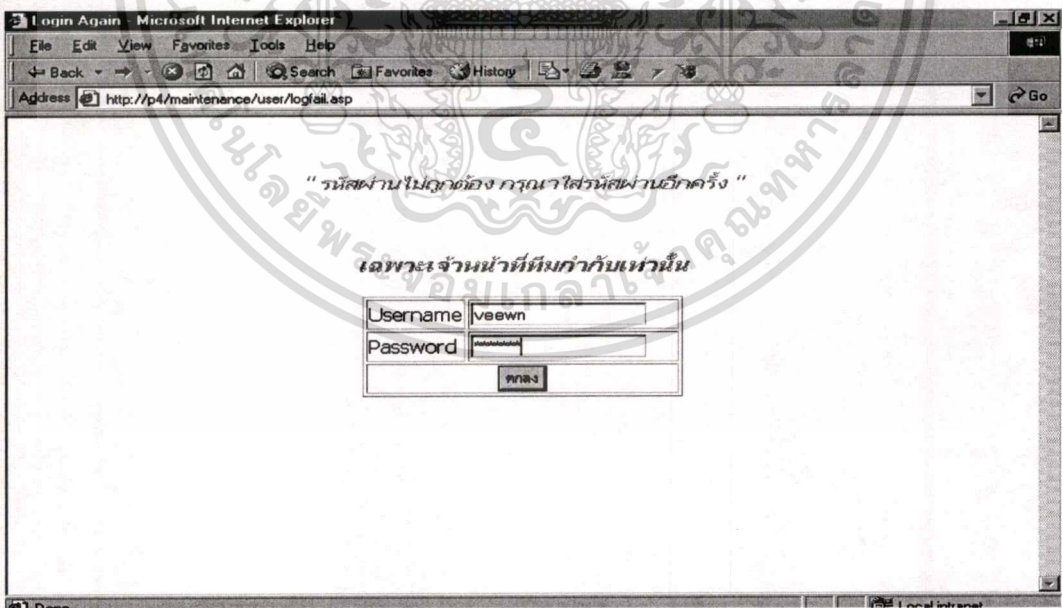 Login Again - Microsoft Internet Explorer
File Edit View Favorites Tools Help
Back Search Favorites History
Address http://p4/maintenance/user/logfail.asp Go
“ รหัสผ่านไม่ถูกต้อง กรุณาใส่รหัสผ่านอีกครั้ง “
เฉพาะเจ้าหน้าที่ทีมกำกับเท่านั้น
Username veewn
Password ********
ตกลง
Done Local intranet